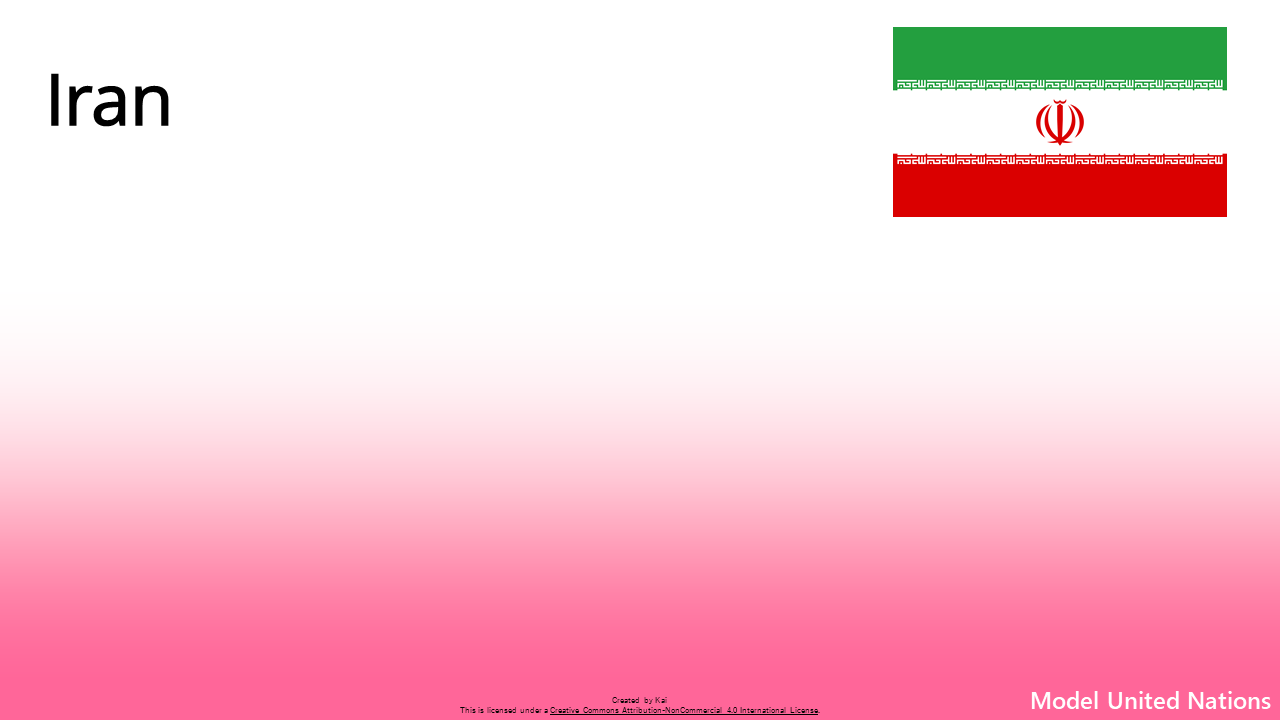 Iran
Created by Kai
This is licensed under a Creative Commons Attribution-NonCommercial 4.0 International License.
Model United Nations